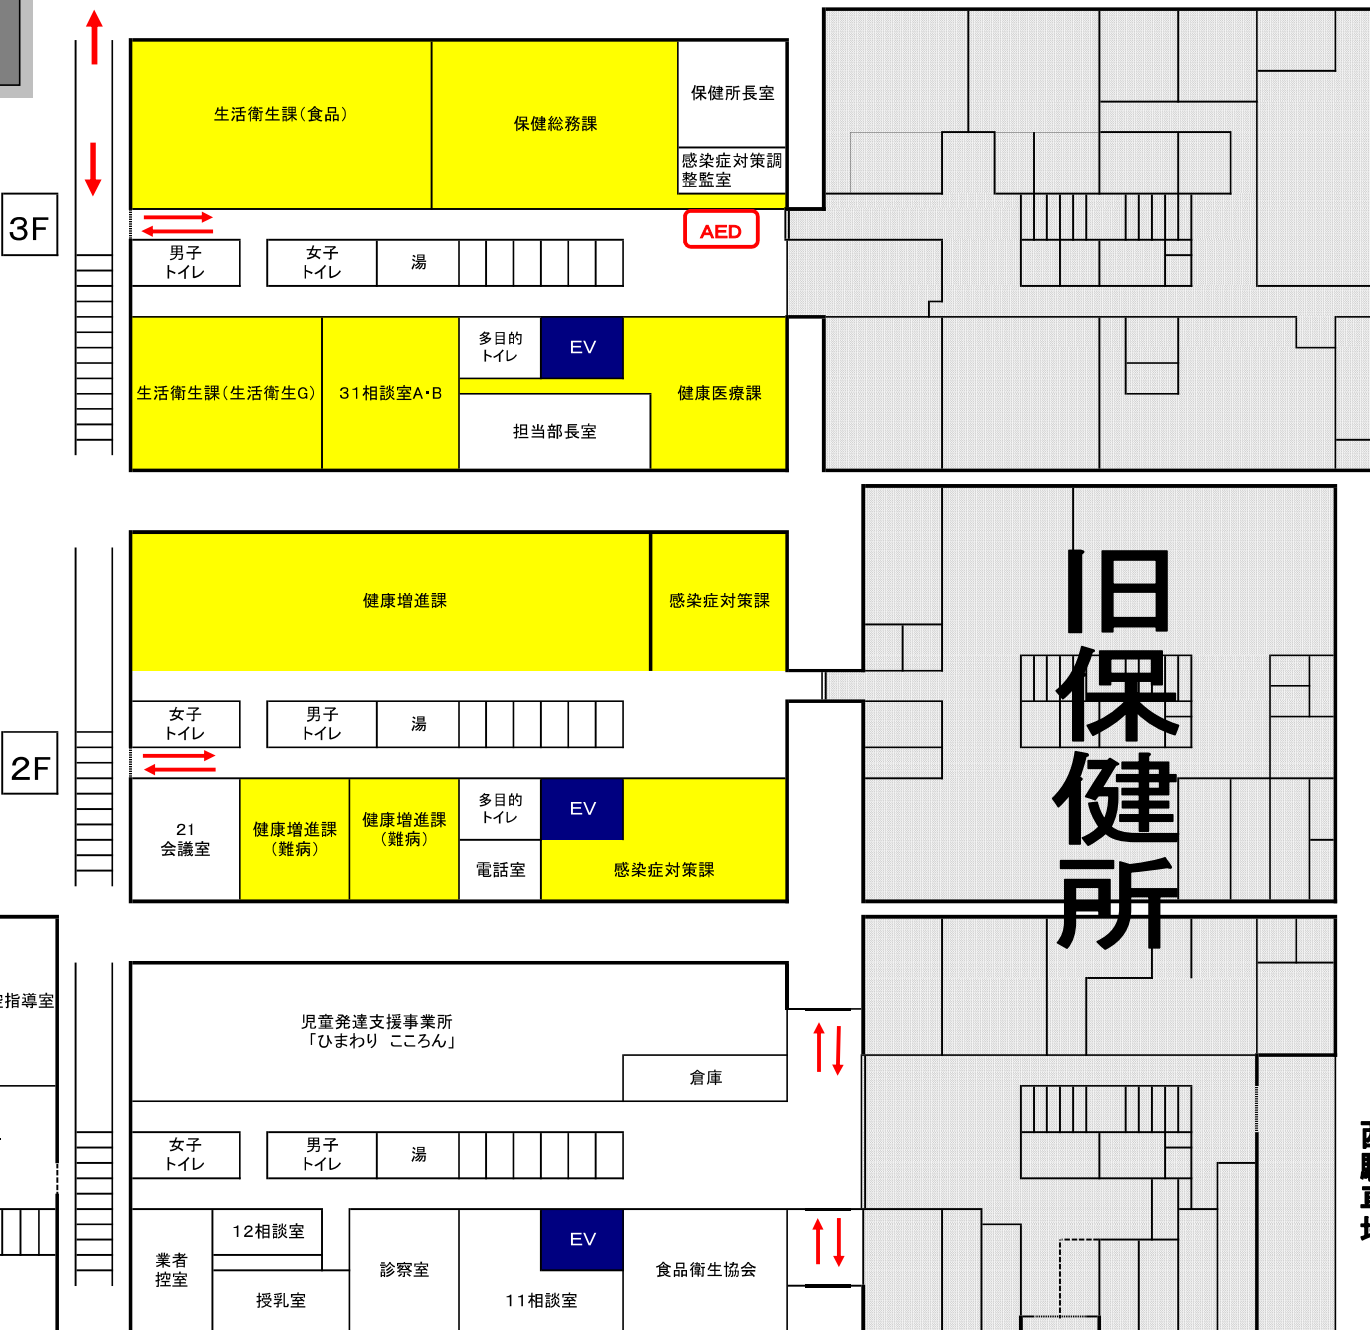 生活衛生課(食品)
保健総務課
保健所長室
感染症対策調
整監室
3F
AED
男子
トイレ
女子
トイレ
湯
生活衛生課(生活衛生G)
31相談室A・B
多目的
トイレ
EV
健康医療課
担当部長室
健康増進課
感染症対策課
旧保健所
2F
女子
トイレ
男子
トイレ
湯
21
会議室
健康増進課
(難病)
健康増進課
(難病)
多目的
トイレ
EV
電話室
感染症対策課
指導室
児童発達支援事業所
「ひまわり こころん」
倉庫
女子
トイレ
男子
トイレ
湯
西駐車場
業者
控室
12相談室
授乳室
診察室
EV
11相談室
食品衛生協会